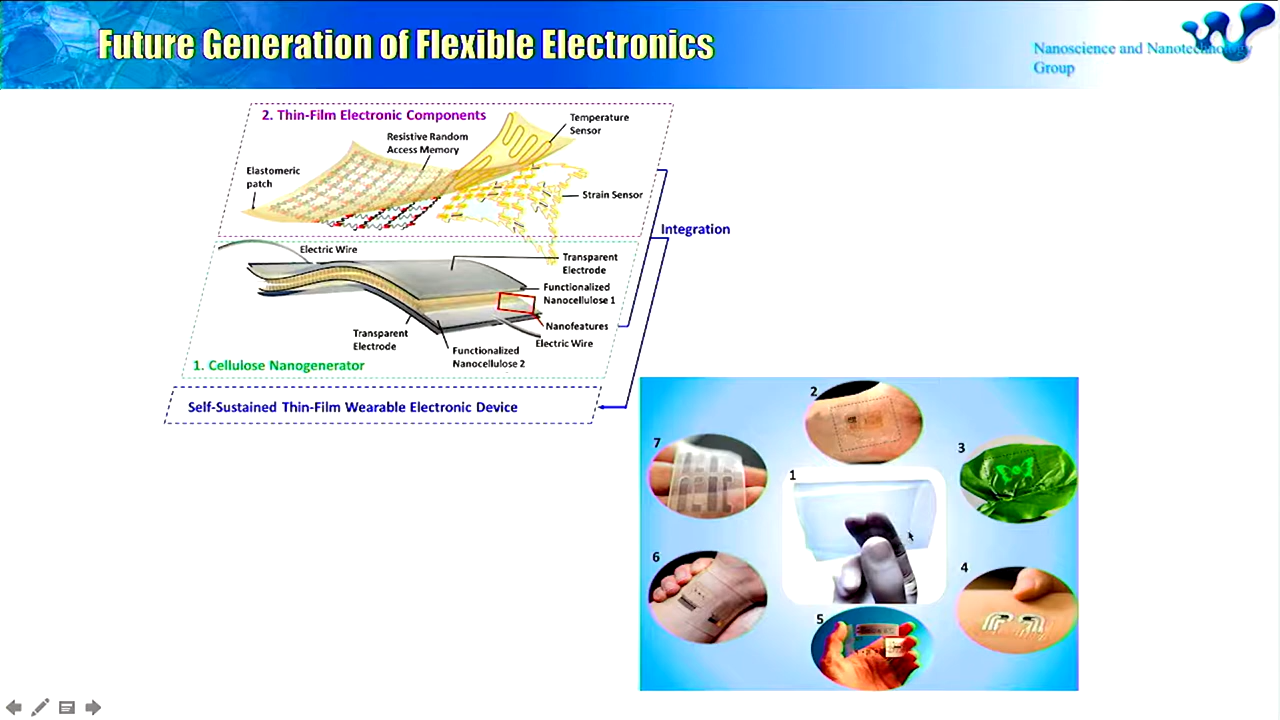 Future Generation of Flexible Electronics
Nanoscience and Nanotechnology
Group
2. Thin-Film Electronic Components
Temperature
Sensor
Resistive Random
Access Memory
Elastomeric
patch
Strain Sensor
Integration
Electric Wire
Transparent
Electrode
Functionalized
Nanocellulose 1
Nanofeatures
Transparent
Electrode
Electric Wire
Functionalized
Nanocellulose 2
1. Cellulose Nanogenerator
Self-Sustained Thin-Film Wearable Electronic Device
2
7
3
1
6
4
5